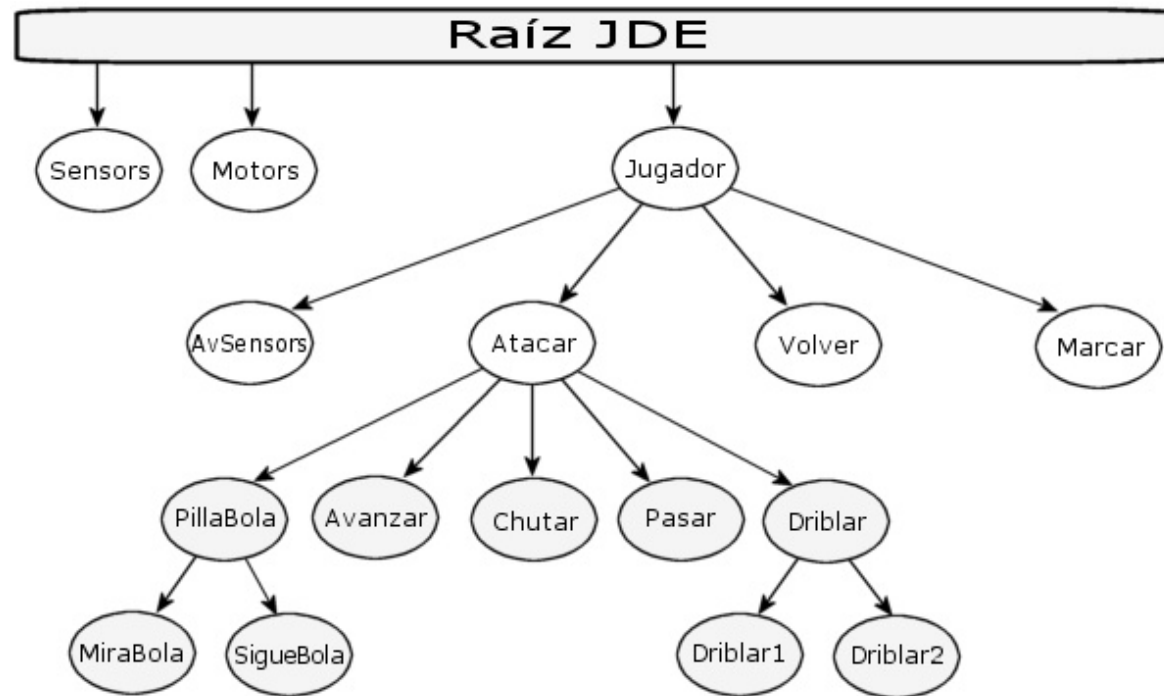 Raíz JDE
Sensors
Motors
Jugador
AvSensors
Atacar
Volver
Marcar
PillaBola
Avanzar
Chutar
Pasar
Driblar
MiraBola
SigueBola
Driblar1
Driblar2